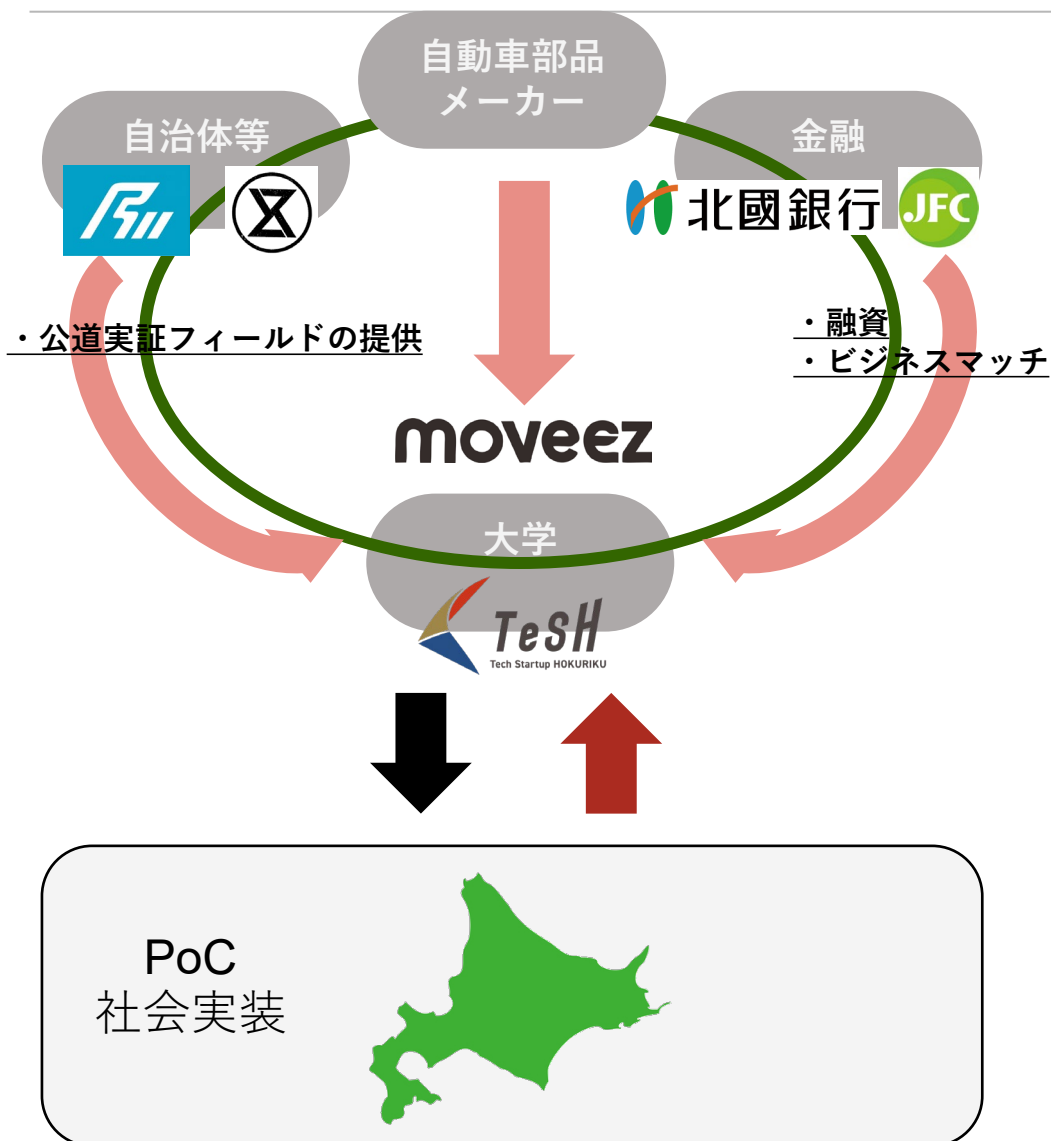 自動車部品
メーカー
自治体等
金融
北國銀行
JFC
・公道実証フィールドの提供
・融資
・ビジネスマッチ
moveez
大学
TeSH
Tech Startup HOKURIKU
PoC
社会実装